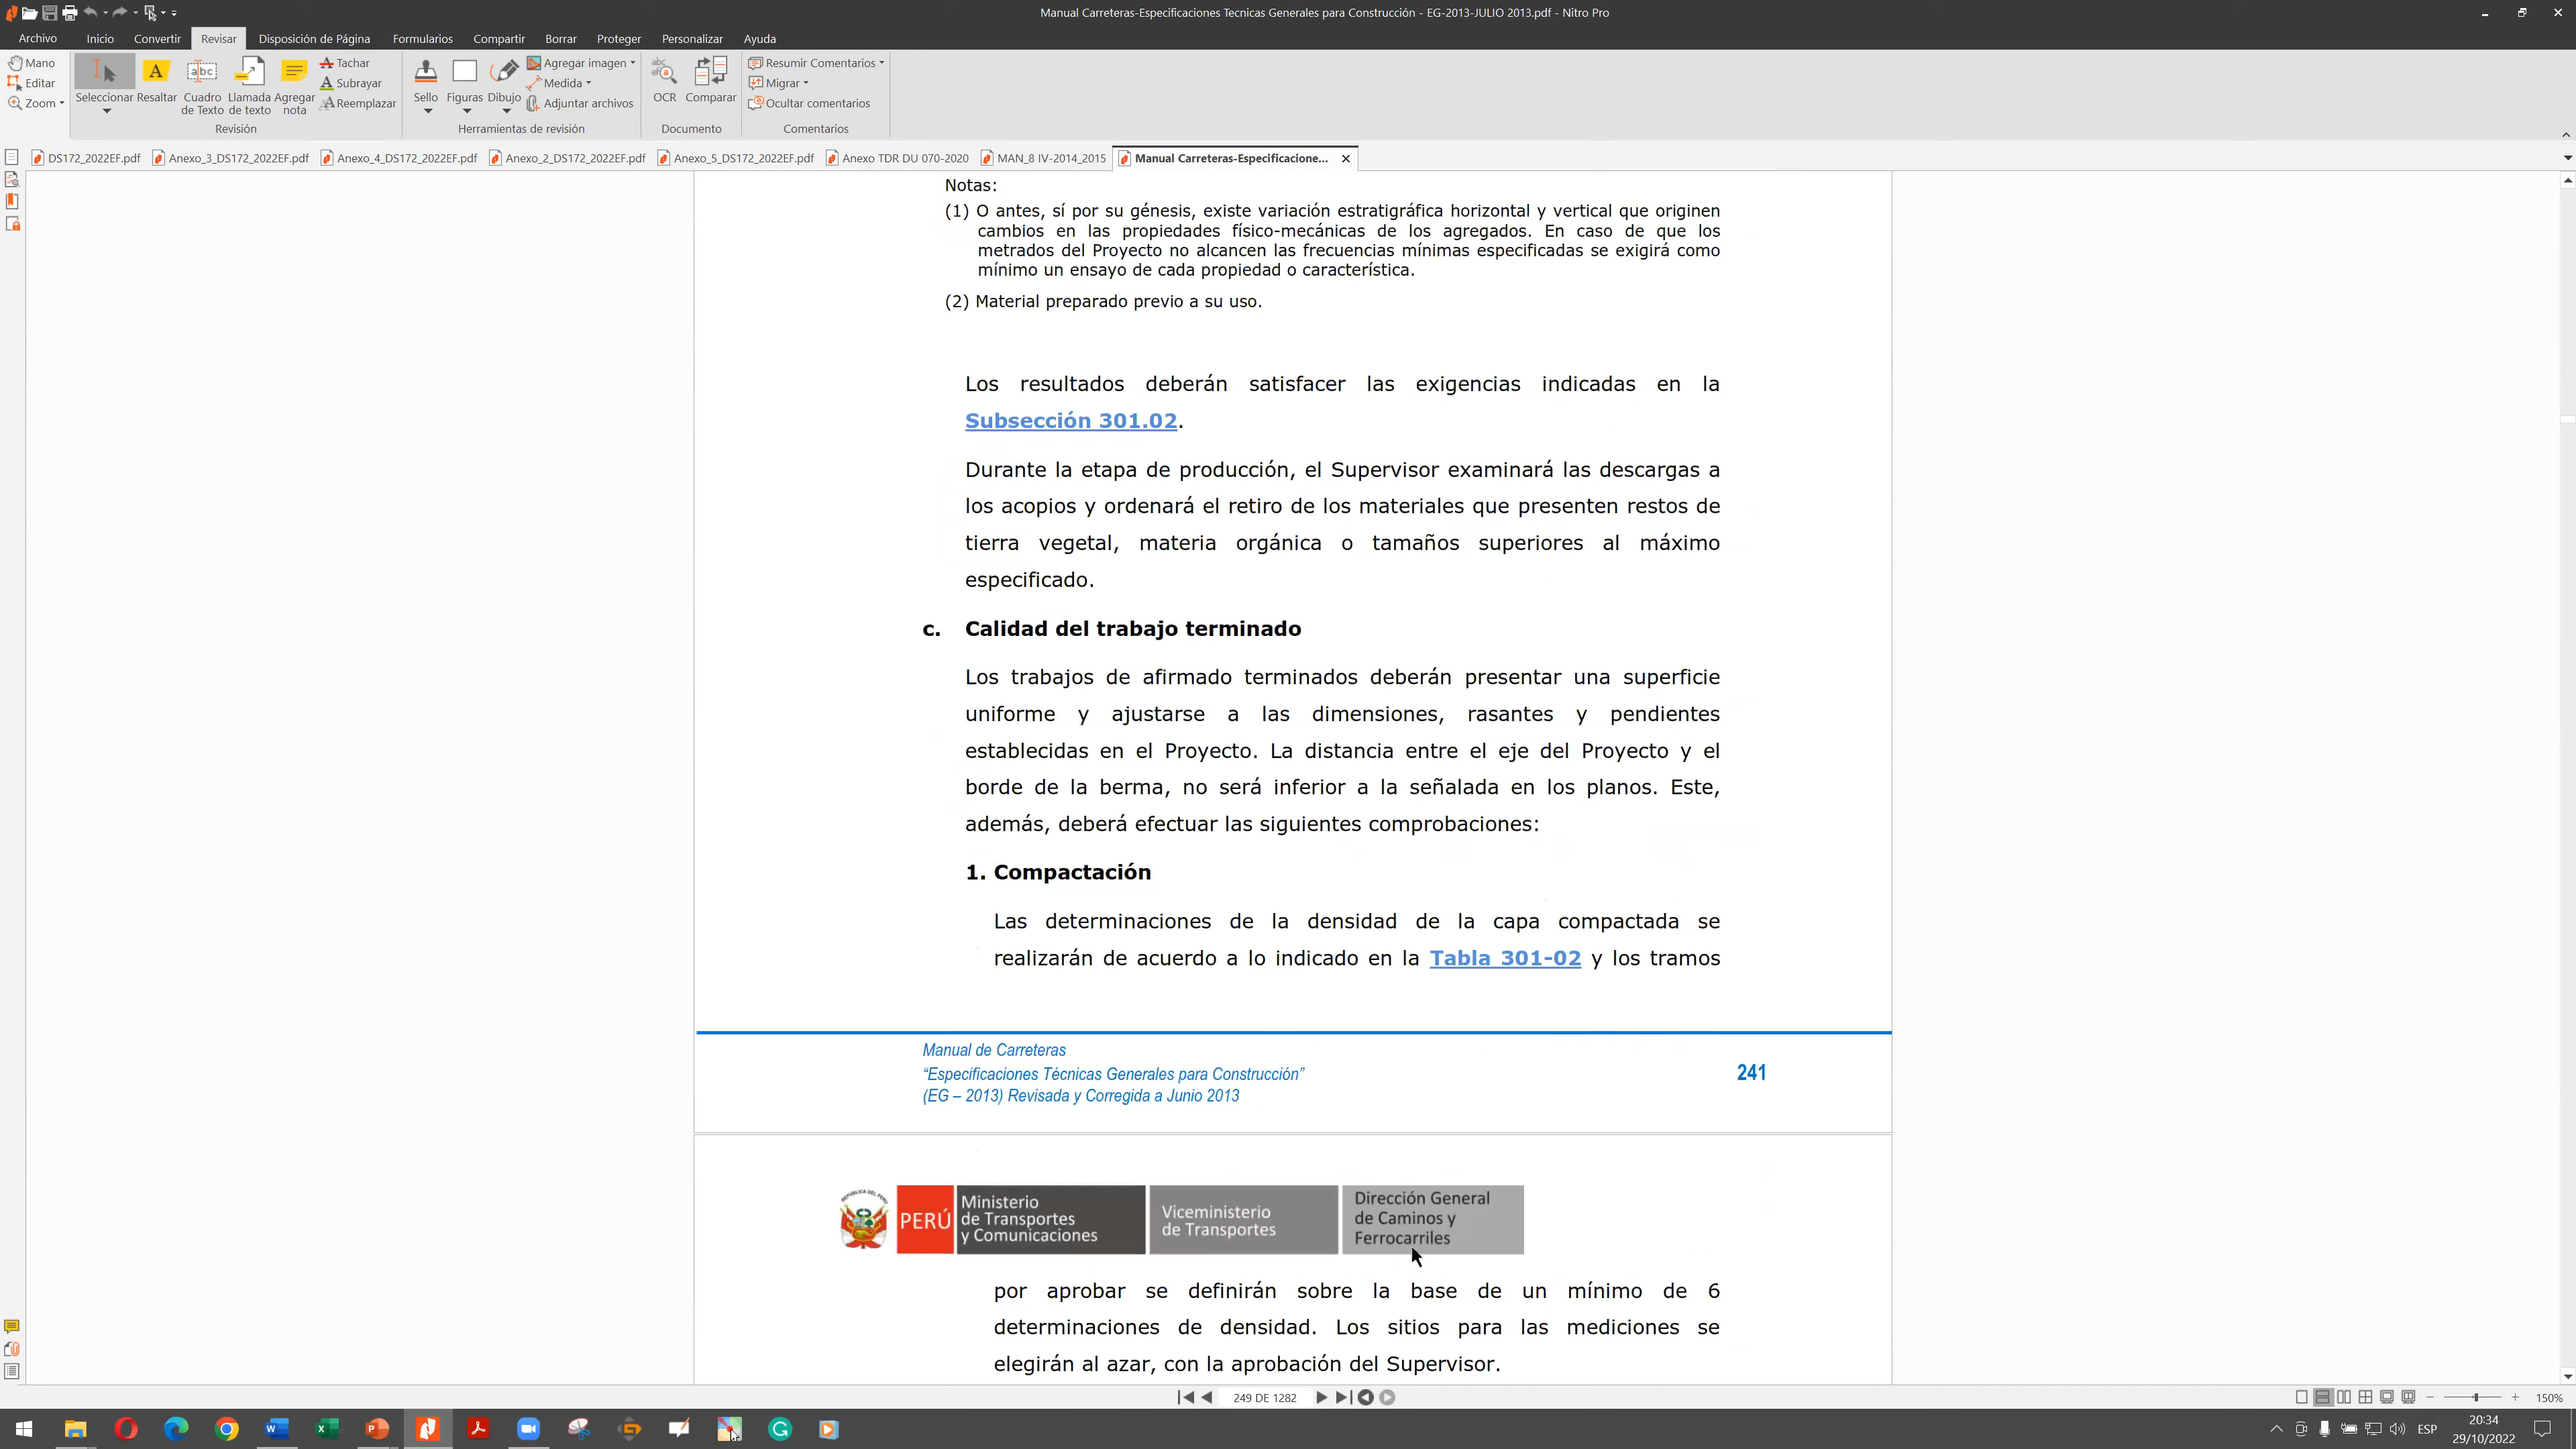 Manual Carreteras-Especificaciones Tecnicas Generales para Construcción - EG-2013-JULIO 2013.pdf - Nitro Pro
Archivo Inicio Convertir Revisar Disposición de Página Formularios Compartir Borrar Proteger Personalizar Ayuda
Mano
Editar
Zoom
Seleccionar
Resaltar
Cuadro
de Texto
Llamada
de texto
Agregar
nota
Tachar
Subrayar
Reemplazar
Revisión
Sello
Figuras
Dibujo
Agregar imagen
Medida
Adjuntar archivos
Herramientas de revisión
OCR
Comparar
Documento
Resumir Comentarios
Migrar
Ocultar comentarios
Comentarios
DS172_2022EF.pdf Anexo_3_DS172_2022EF.pdf Anexo_4_DS172_2022EF.pdf Anexo_2_DS172_2022EF.pdf Anexo_5_DS172_2022EF.pdf Anexo TDR DU 070-2020 MAN_8 IV-2014_2015 Manual Carreteras-Especificacione...
Notas:
(1) O antes, sí por su génesis, existe variación estratigráfica horizontal y vertical que originen
cambios en las propiedades físico-mecánicas de los agregados. En caso de que los
metrados del Proyecto no alcancen las frecuencias mínimas especificadas se exigirá como
mínimo un ensayo de cada propiedad o característica.
(2) Material preparado previo a su uso.
Los resultados deberán satisfacer las exigencias indicadas en la
Subsección 301.02.
Durante la etapa de producción, el Supervisor examinará las descargas a
los acopios y ordenará el retiro de los materiales que presenten restos de
tierra vegetal, materia orgánica o tamaños superiores al máximo
especificado.
c. Calidad del trabajo terminado
Los trabajos de afirmado terminados deberán presentar una superficie
uniforme y ajustarse a las dimensiones, rasantes y pendientes
establecidas en el Proyecto. La distancia entre el eje del Proyecto y el
borde de la berma, no será inferior a la señalada en los planos. Este,
además, deberá efectuar las siguientes comprobaciones:
1. Compactación
Las determinaciones de la densidad de la capa compactada se
realizarán de acuerdo a lo indicado en la Tabla 301-02 y los tramos
Manual de Carreteras
“Especificaciones Técnicas Generales para Construcción”
(EG – 2013) Revisada y Corregida a Junio 2013
241
REPUBLICA DEL PERU
PERÚ
Ministerio
de Transportes
y Comunicaciones
Viceministerio
de Transportes
Dirección General
de Caminos y
Ferrocarriles
por aprobar se definirán sobre la base de un mínimo de 6
determinaciones de densidad. Los sitios para las mediciones se
elegirán al azar, con la aprobación del Supervisor.
249 DE 1282
150%
ESP
20:34
29/10/2022